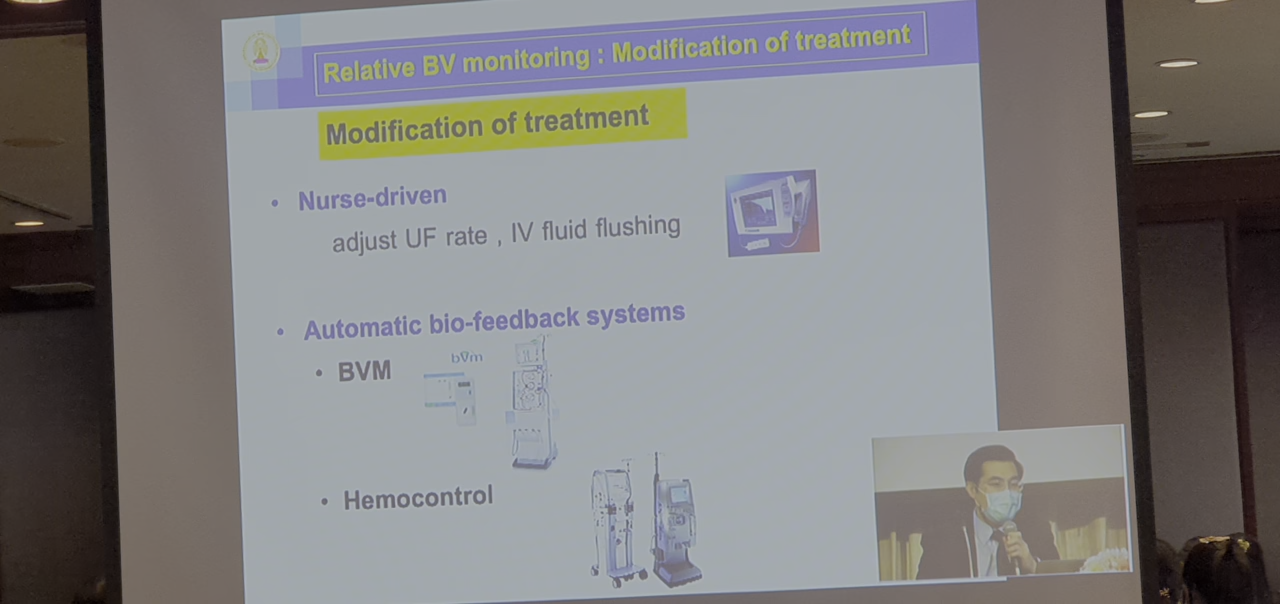 Relative BV monitoring : Modification of treatment
Modification of treatment
• Nurse-driven
adjust UF rate , IV fluid flushing
• Automatic bio-feedback systems
• BVM
bvm
• Hemocontrol